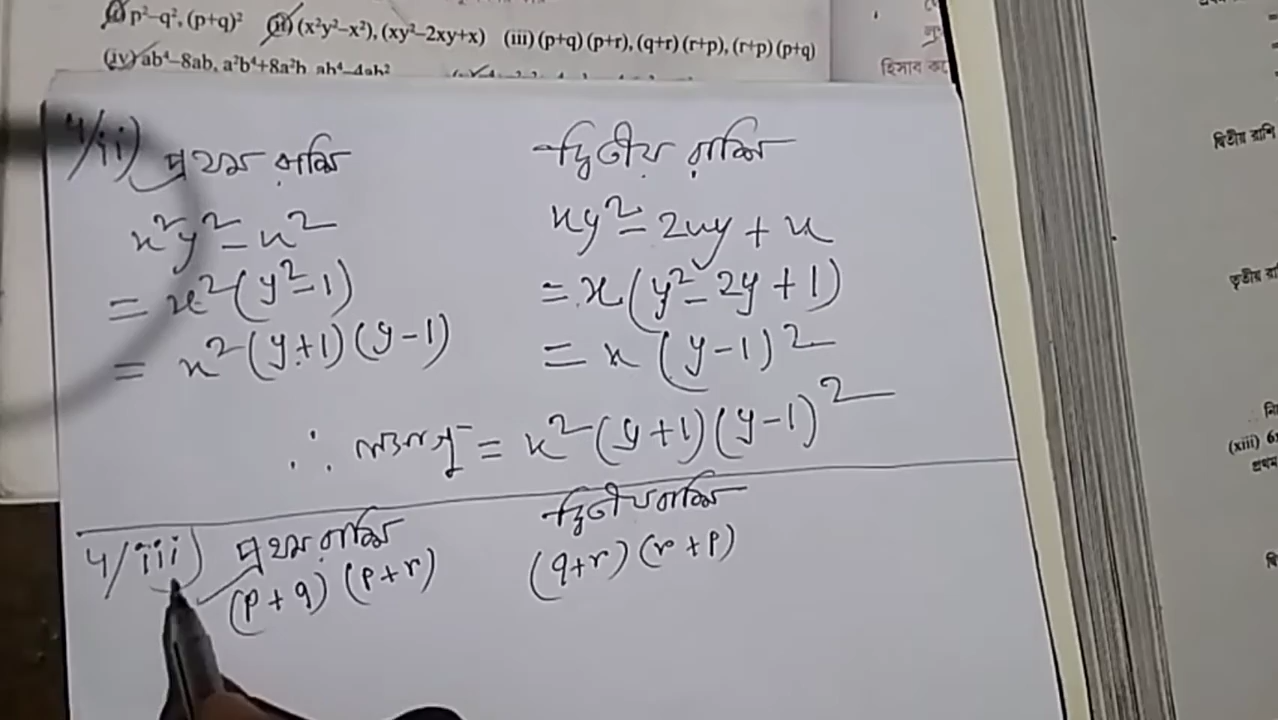 (i) p²–q², (p+q)² (ii) (x²y²–x²), (xy²–2xy+x) (iii) (p+q) (p+r), (q+r) (r+p), (r+p) (p+q)
(iv) ab⁴–8ab, a²b⁴+8a²b, ab⁴–4ab²
হিসাব
4/ii) প্রথম রাশি
দ্বিতীয় রাশি
x²y² – x²
xy² – 2xy + x
= x²(y²–1)
= x(y² – 2y + 1)
= x²(y+1)(y–1)
= x (y–1)²
∴ লসাগু = x²(y+1)(y–1)²
4/iii) প্রথম রাশি
দ্বিতীয় রাশি
(p+q)(p+r)
(q+r)(r+p)
দ্বিতীয় রাশি
তৃতীয়
(xiii)
প্রথম